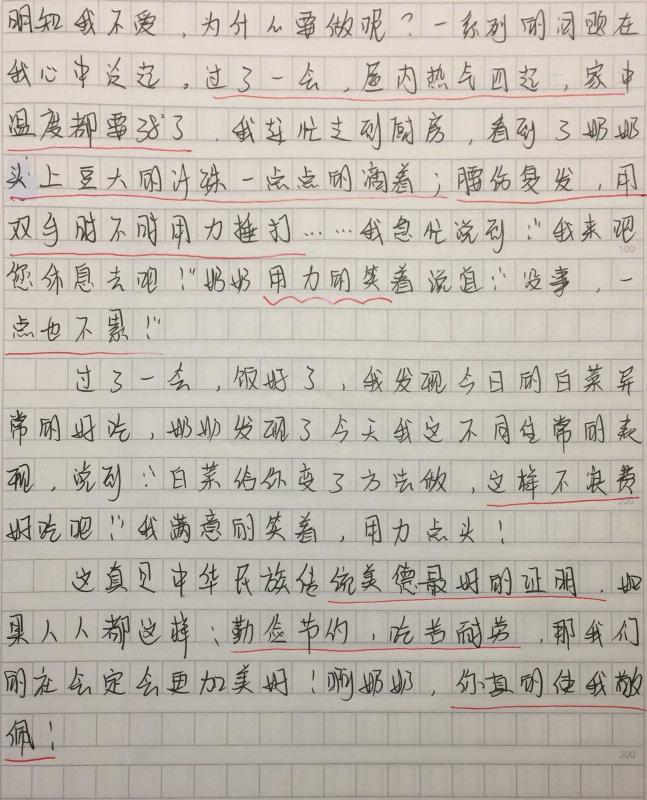 明知我不爱，为什么要做呢？一系列的问题在
我心中泛起。过了一会，屋内热气四起，家中
温度都要38°了，我赶忙走到厨房，看到了奶奶
头上豆大的汗珠一点点的滴着；腰伤复发，用
双手时不时用力捶打……我急忙说到：“我来吧
您休息去吧！”奶奶用力的笑着说道：“没事，一
点也不累！”
过了一会，饭好了，我发现今日的白菜异
常的好吃，奶奶发现了今天我这不同往常的表
现，说到：“白菜给你变了方法做，这样不浪费
好吃吧！”我满意的笑着，用力点头！
这真是中华民族传统美德最好的证明，如
果人人都这样：勤俭节约，吃苦耐劳，那我们
的社会定会更加美好！啊奶奶，你真的使我敬
佩！
100
200
300